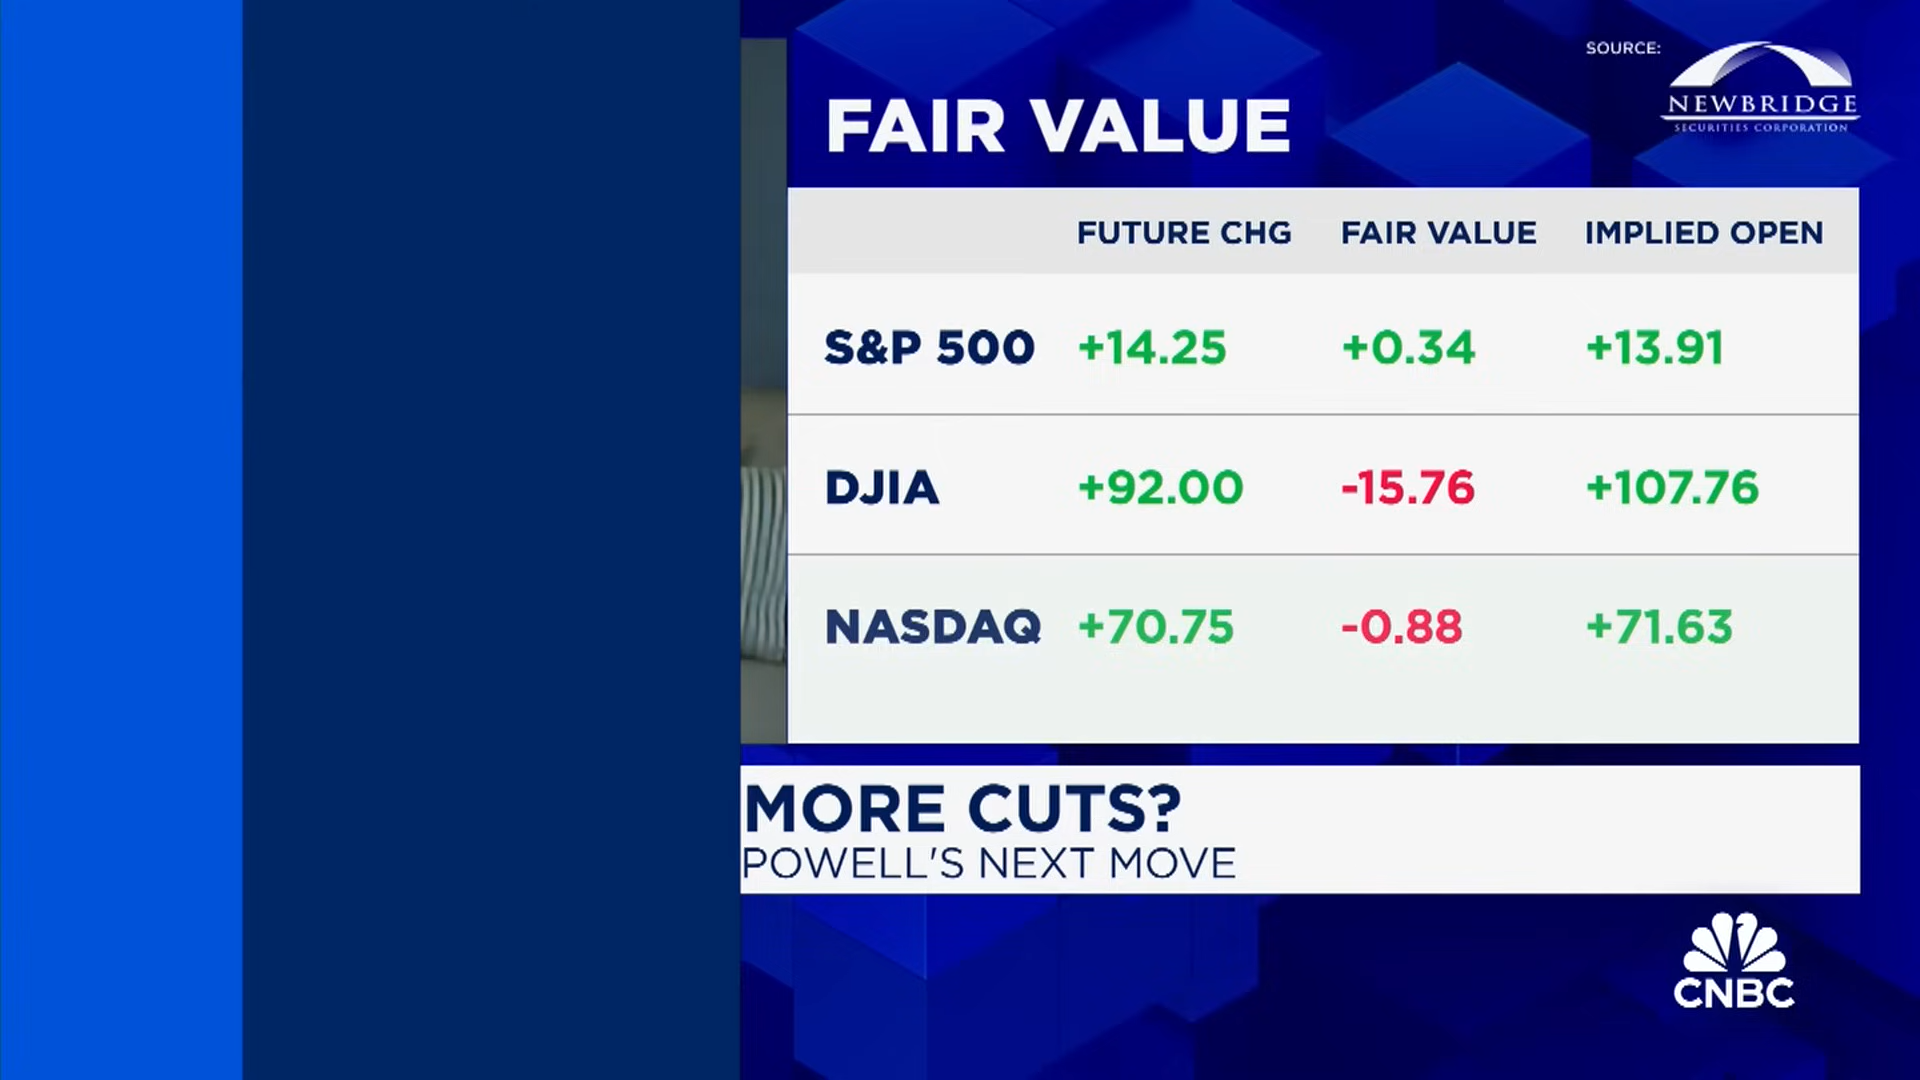 SOURCE:
NEWBRIDGE
SECURITIES CORPORATION
FAIR VALUE
FUTURE CHG FAIR VALUE IMPLIED OPEN
S&P 500 +14.25 +0.34 +13.91
DJIA +92.00 -15.76 +107.76
NASDAQ +70.75 -0.88 +71.63
MORE CUTS?
POWELL'S NEXT MOVE
CNBC